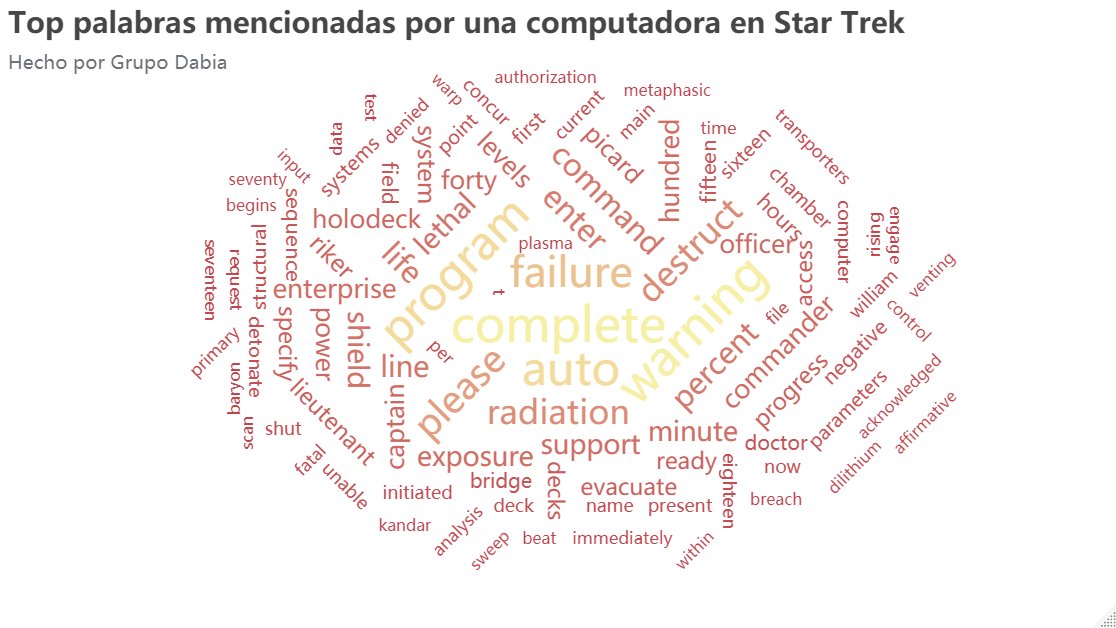 Top palabras mencionadas por una computadora en Star Trek
Hecho por Grupo Dabia
authorization
warp
concur
metaphasic
test
denied
point
first
current
main
data
systems
system
levels
picard
hundred
time
fifteen
sixteen
transporters
input
field
forty
command
seventy
begins
sequence
holodeck
lethal
enter
chamber
hours
computer
rising
engage
seventeen
request
structural
riker
life
program
plasma
failure
destruct
officer
access
venting
enterprise
t
complete
warning
file
william
control
primary
detonate
specify
power
shield
per
line
auto
percent
commander
negative
baryon
scan
shut
lieutenant
captain
please
radiation
progress
parameters
acknowledged
affirmative
fatal
unable
exposure
support
minute
doctor
dilithium
initiated
bridge
decks
evacuate
ready
eighteen
now
kandar
analysis
deck
name
present
breach
sweep
beat
immediately
within